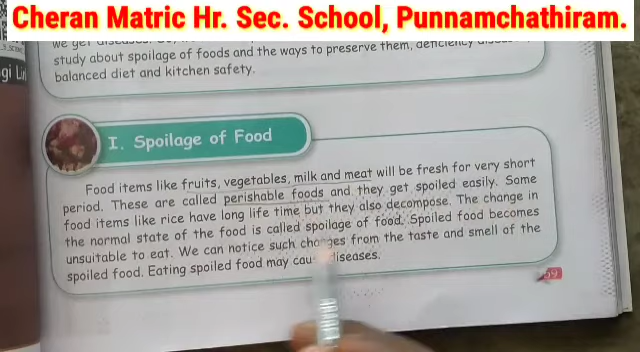 Cheran Matric Hr. Sec. School, Punnamchathiram.
study about spoilage of foods and the ways to preserve them, deficiency
balanced diet and kitchen safety.
I. Spoilage of Food
Food items like fruits, vegetables, milk and meat will be fresh for very short
period. These are called perishable foods and they get spoiled easily. Some
food items like rice have long life time but they also decompose. The change in
the normal state of the food is called spoilage of food. Spoiled food becomes
unsuitable to eat. We can notice such changes from the taste and smell of the
spoiled food. Eating spoiled food may cause diseases.
59